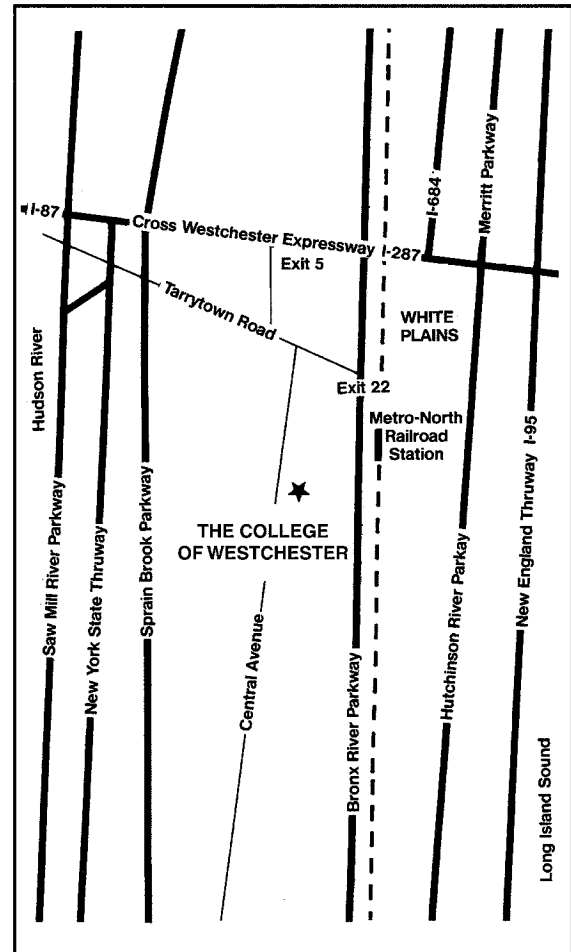 I-87
Cross Westchester Expressway
I-287
I-684
Merritt Parkway
Exit 5
Tarrytown Road
WHITE
PLAINS
Hudson River
Exit 22
Metro-North
Railroad
Station
THE COLLEGE
OF WESTCHESTER
Saw Mill River Parkway
New York State Thruway
Sprain Brook Parkway
Central Avenue
Bronx River Parkway
Hutchinson River Parkay
New England Thruway I-95
Long Island Sound